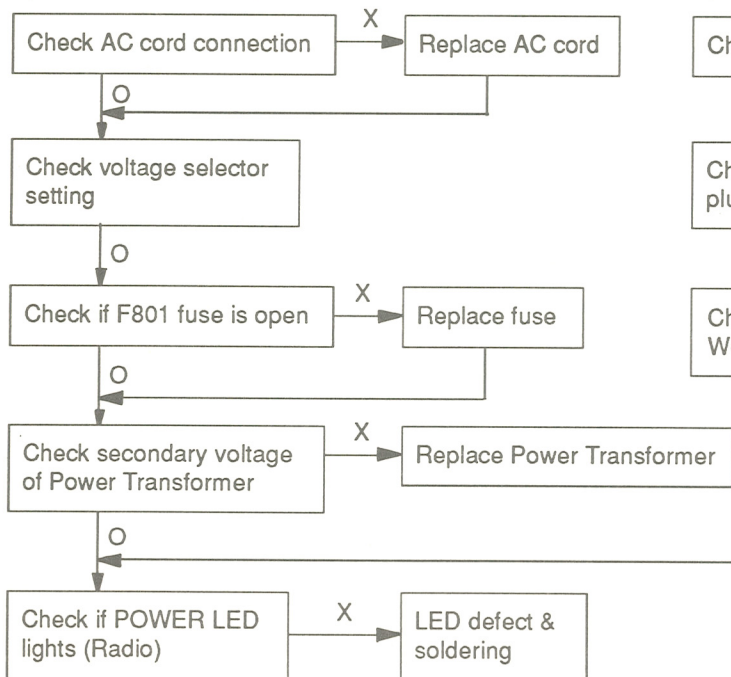 Check AC cord connection
X
Replace AC cord
O
Check voltage selector
setting
O
Check if F801 fuse is open
X
Replace fuse
O
Check secondary voltage
of Power Transformer
X
Replace Power Transformer
O
Check if POWER LED
lights (Radio)
X
LED defect &
soldering